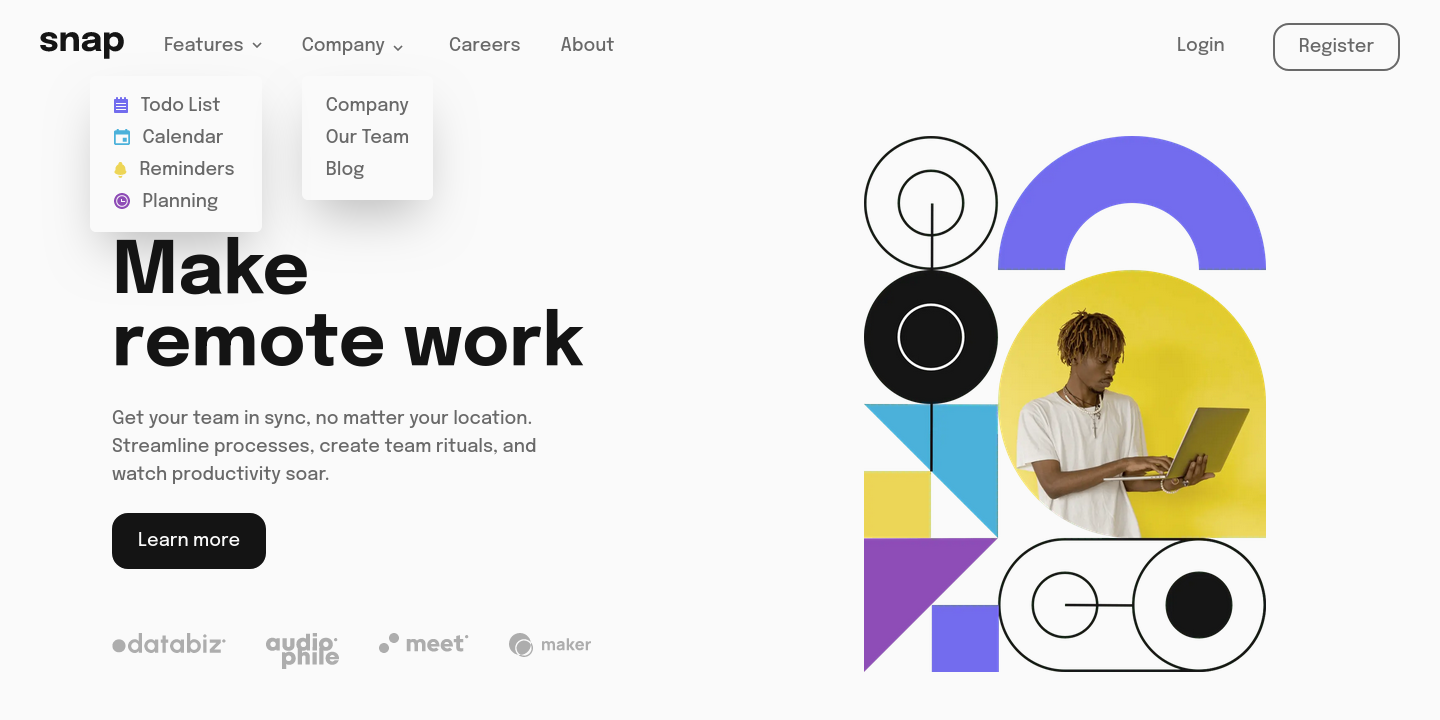 snap
Features
Company
Careers
About
Login
Register
Todo List
Calendar
Reminders
Planning
Company
Our Team
Blog
Make
remote work
Get your team in sync, no matter your location.
Streamline processes, create team rituals, and
watch productivity soar.
Learn more
databiz
audio
phile
meet
maker